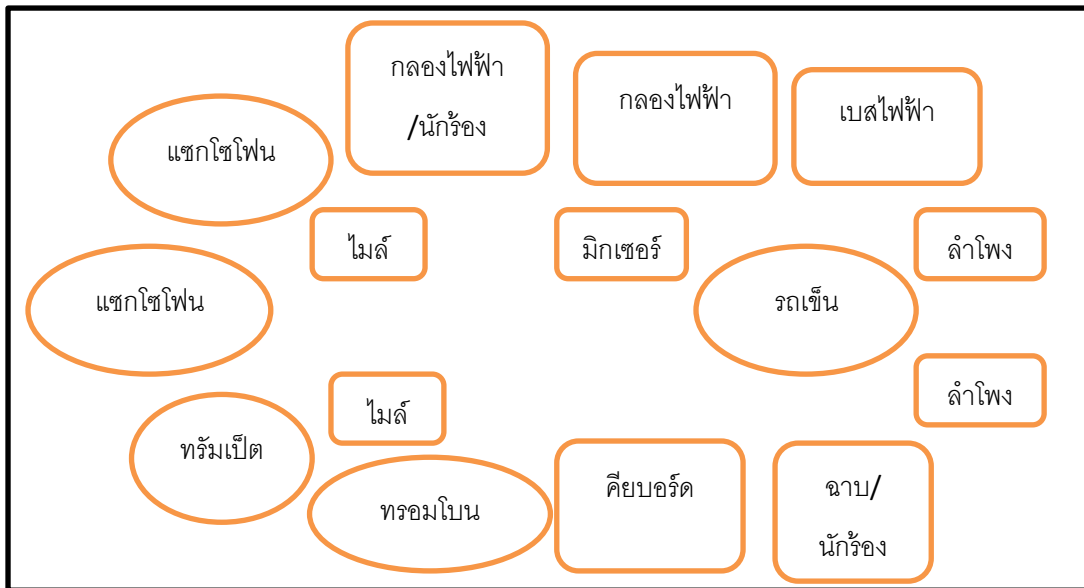 กลองไฟฟ้า
/นักร้อง
กลองไฟฟ้า
เบสไฟฟ้า
แซกโซโฟน
ไมล์
มิกเซอร์
ลำโพง
แซกโซโฟน
รถเข็น
ลำโพง
ไมล์
ทรัมเป็ต
ทรอมโบน
คียบอร์ด
ฉาบ/
นักร้อง